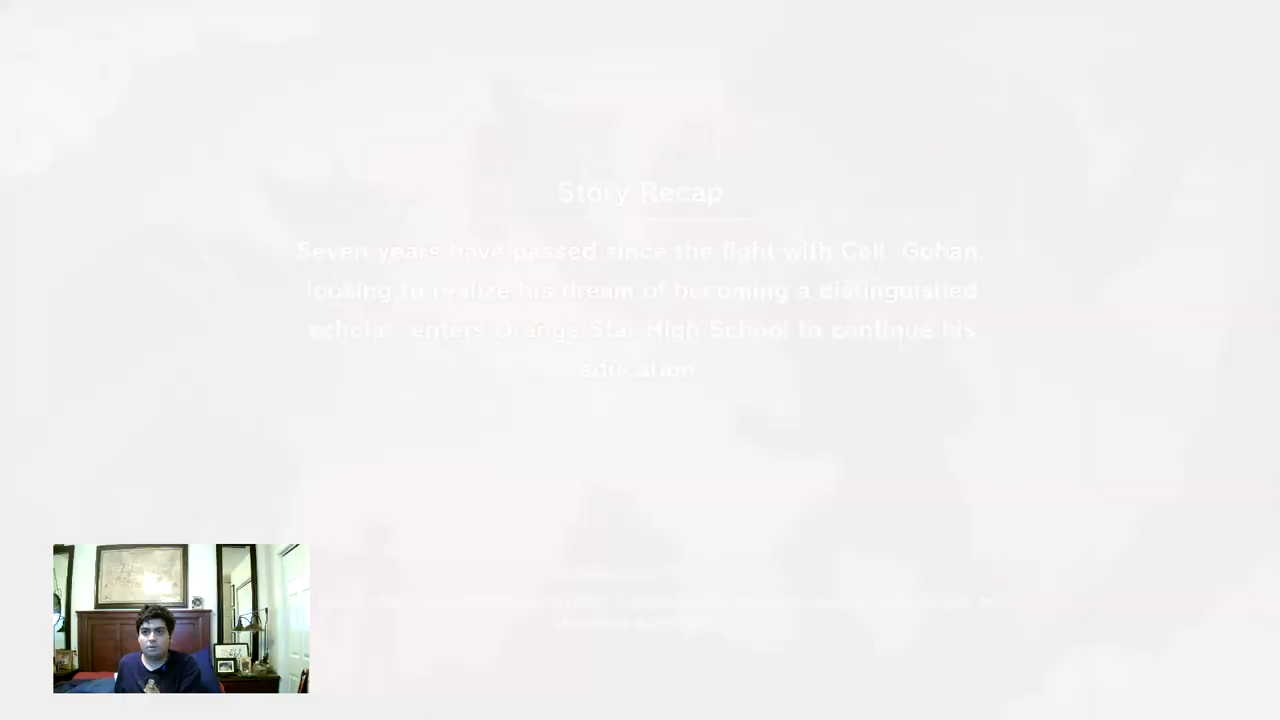 Story Recap
Seven years have passed since the fight with Cell. Gohan,
looking to realize his dream of becoming a distinguished
scholar, enters Orange Star High School to continue his
education.